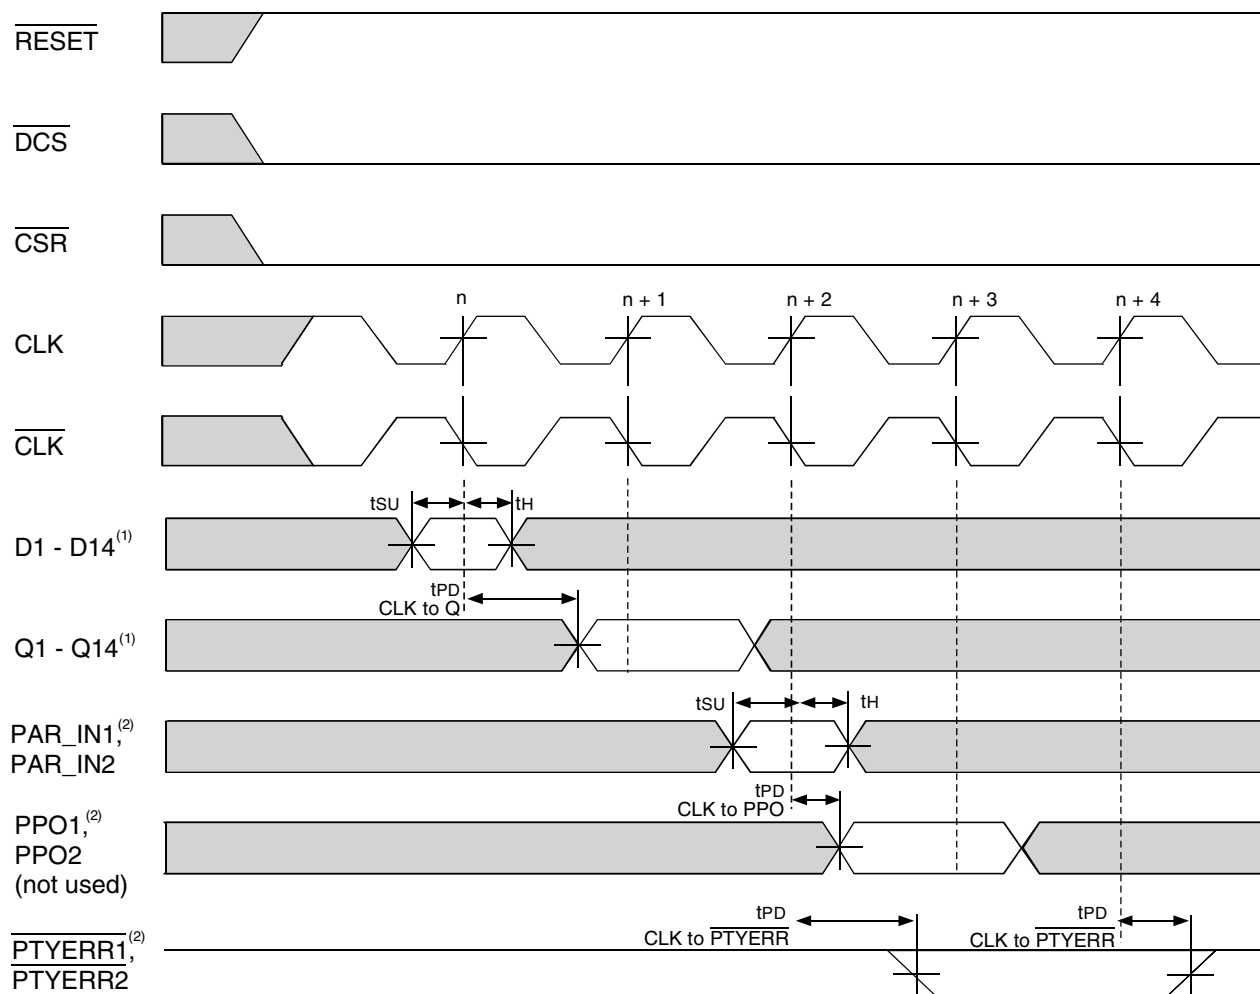 RESET
DCS
CSR
n n + 1 n + 2 n + 3 n + 4
CLK
CLK
tSU tH
D1 - D14(1)
tPD
CLK to Q
Q1 - Q14(1)
tSU tH
PAR_IN1,(2)
PAR_IN2
tPD
CLK to PPO
PPO1,(2)
PPO2
(not used)
tPD tPD
CLK to PTYERR CLK to PTYERR
PTYERR1,(2)
PTYERR2